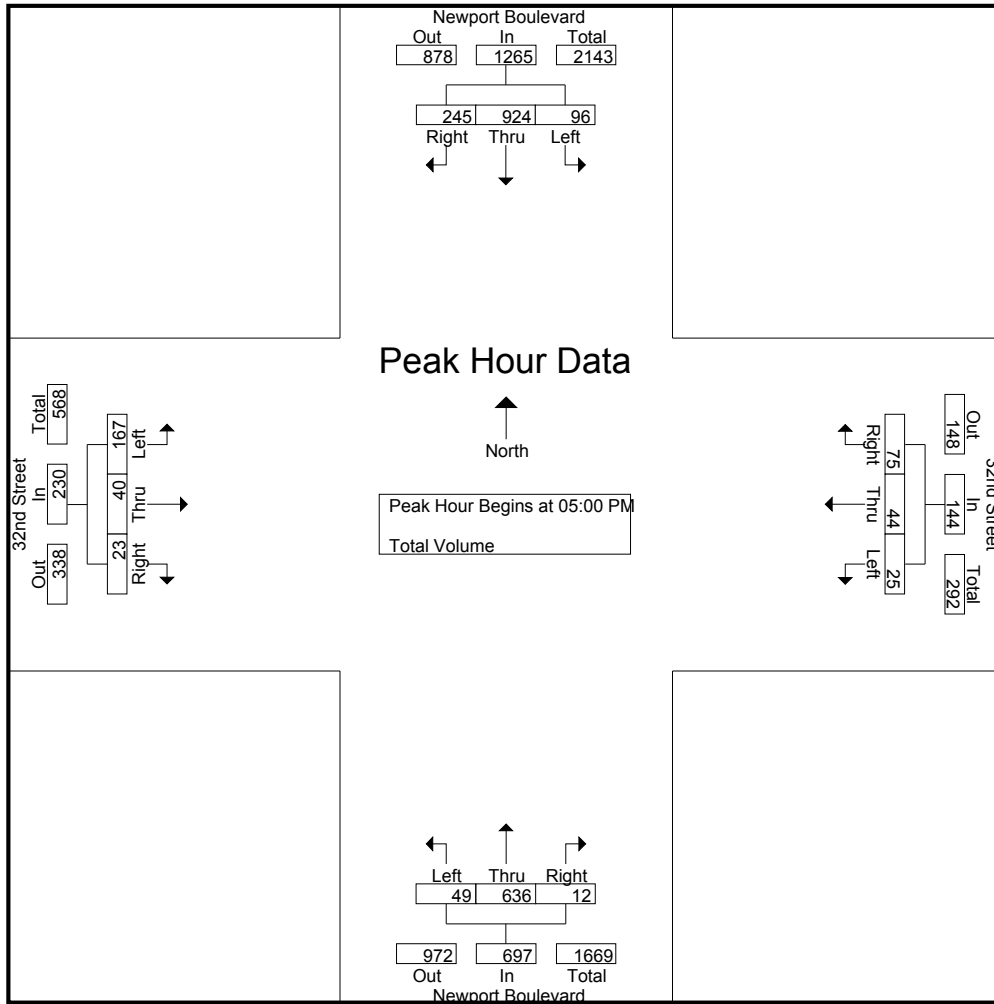 Newport Boulevard
Out In Total
878 1265 2143
245 924 96
Right Thru Left
Peak Hour Data
North
Peak Hour Begins at 05:00 PM
Total Volume
32nd Street
Total In Out
568 230 338
167 40 23
Left Thru Right
32nd Street
Out In Total
148 144 292
75 44 25
Right Thru Left
Left Thru Right
49 636 12
972 697 1669
Out In Total
Newport Boulevard